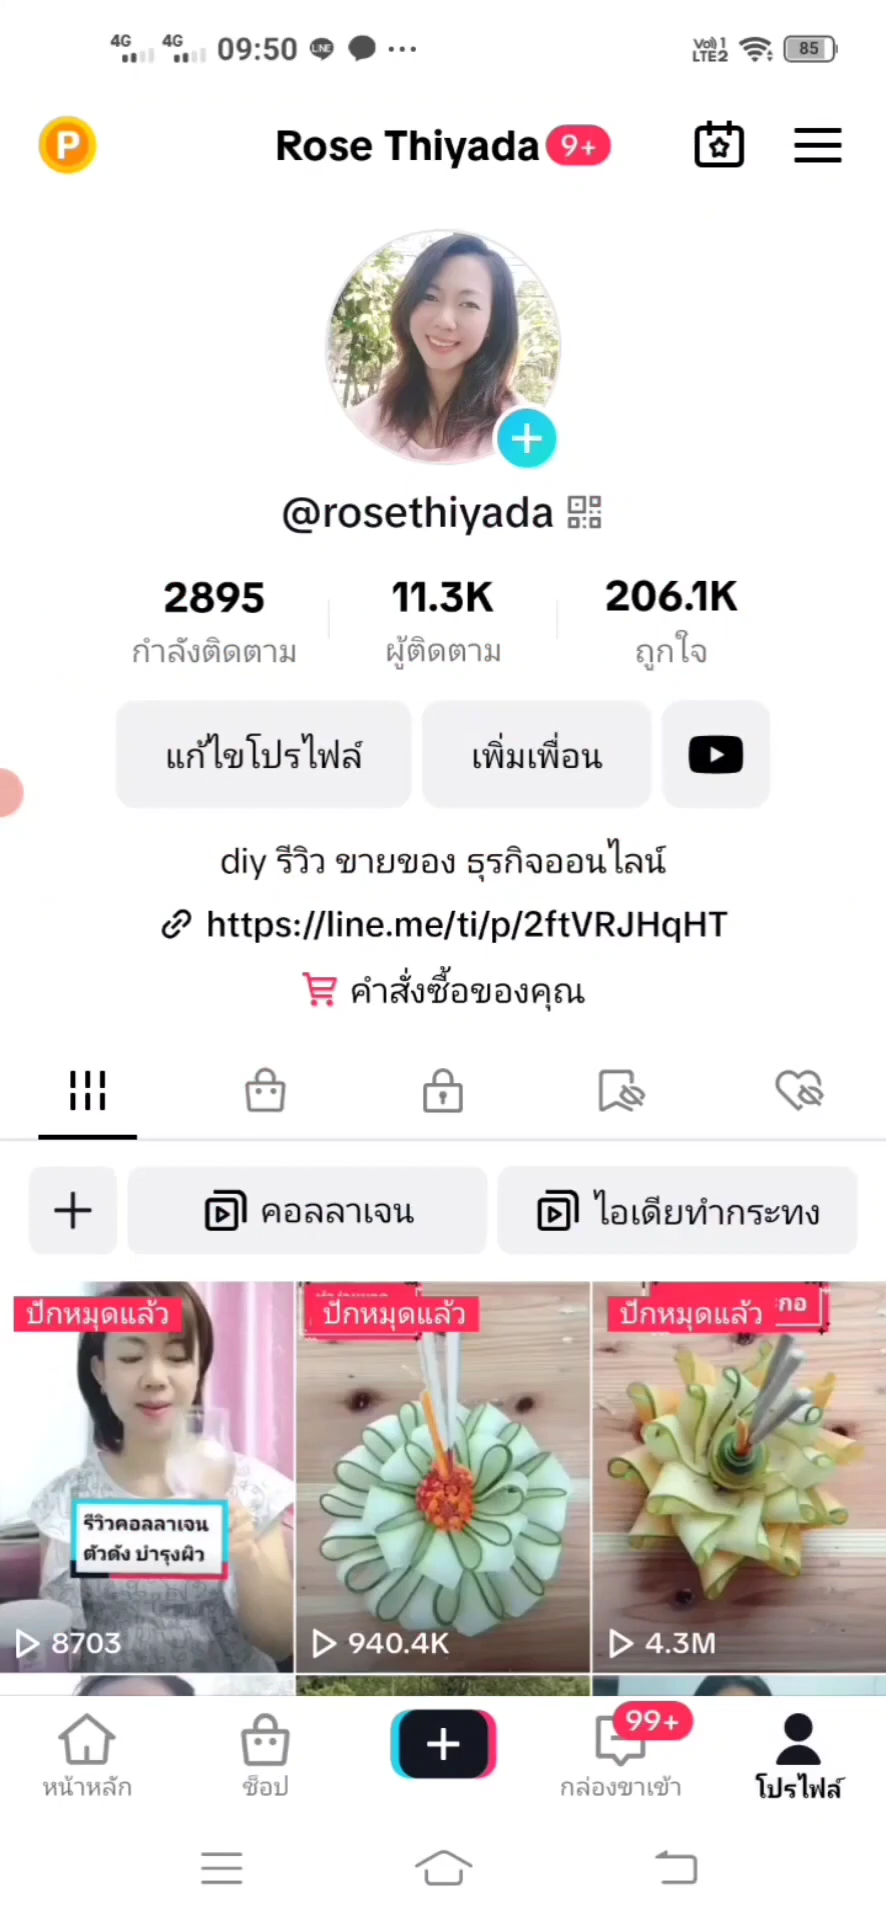 4G 4G 09:50 LINE ... Vo) 1 LTE2 85
P Rose Thiyada 9+
@rosethiyada
2895 11.3K 206.1K
กำลังติดตาม ผู้ติดตาม ถูกใจ
แก้ไขโปรไฟล์ เพิ่มเพื่อน
diy รีวิว ขายของ ธุรกิจออนไลน์
https://line.me/ti/p/2ftVRJHqHT
คำสั่งซื้อของคุณ
คอลลาเจน ไอเดียทำกระทง
ปักหมุดแล้ว ปักหมุดแล้ว ปักหมุดแล้ว
รีวิวคอลลาเจน
ตัวดัง บำรุงผิว
8703 940.4K 4.3M
99+
หน้าหลัก ช็อป กล่องขาเข้า โปรไฟล์